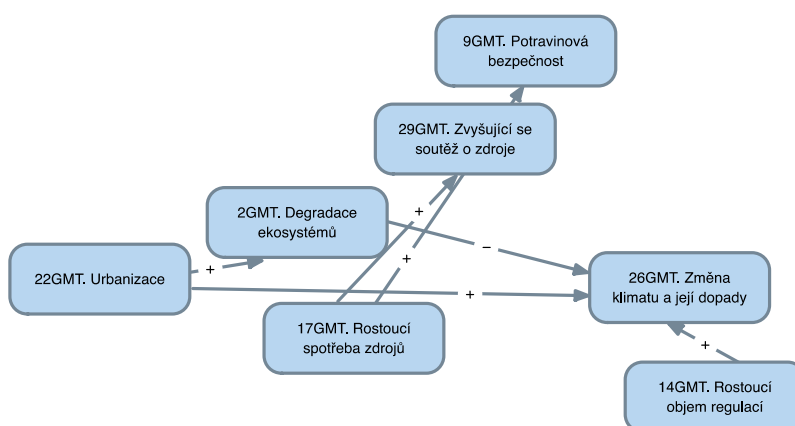 9GMT. Potravinová
bezpečnost
29GMT. Zvyšující se
soutěž o zdroje
2GMT. Degradace
ekosystémů
+
−
22GMT. Urbanizace
+
+
26GMT. Změna
klimatu a její dopady
+
17GMT. Rostoucí
spotřeba zdrojů
+
14GMT. Rostoucí
objem regulací